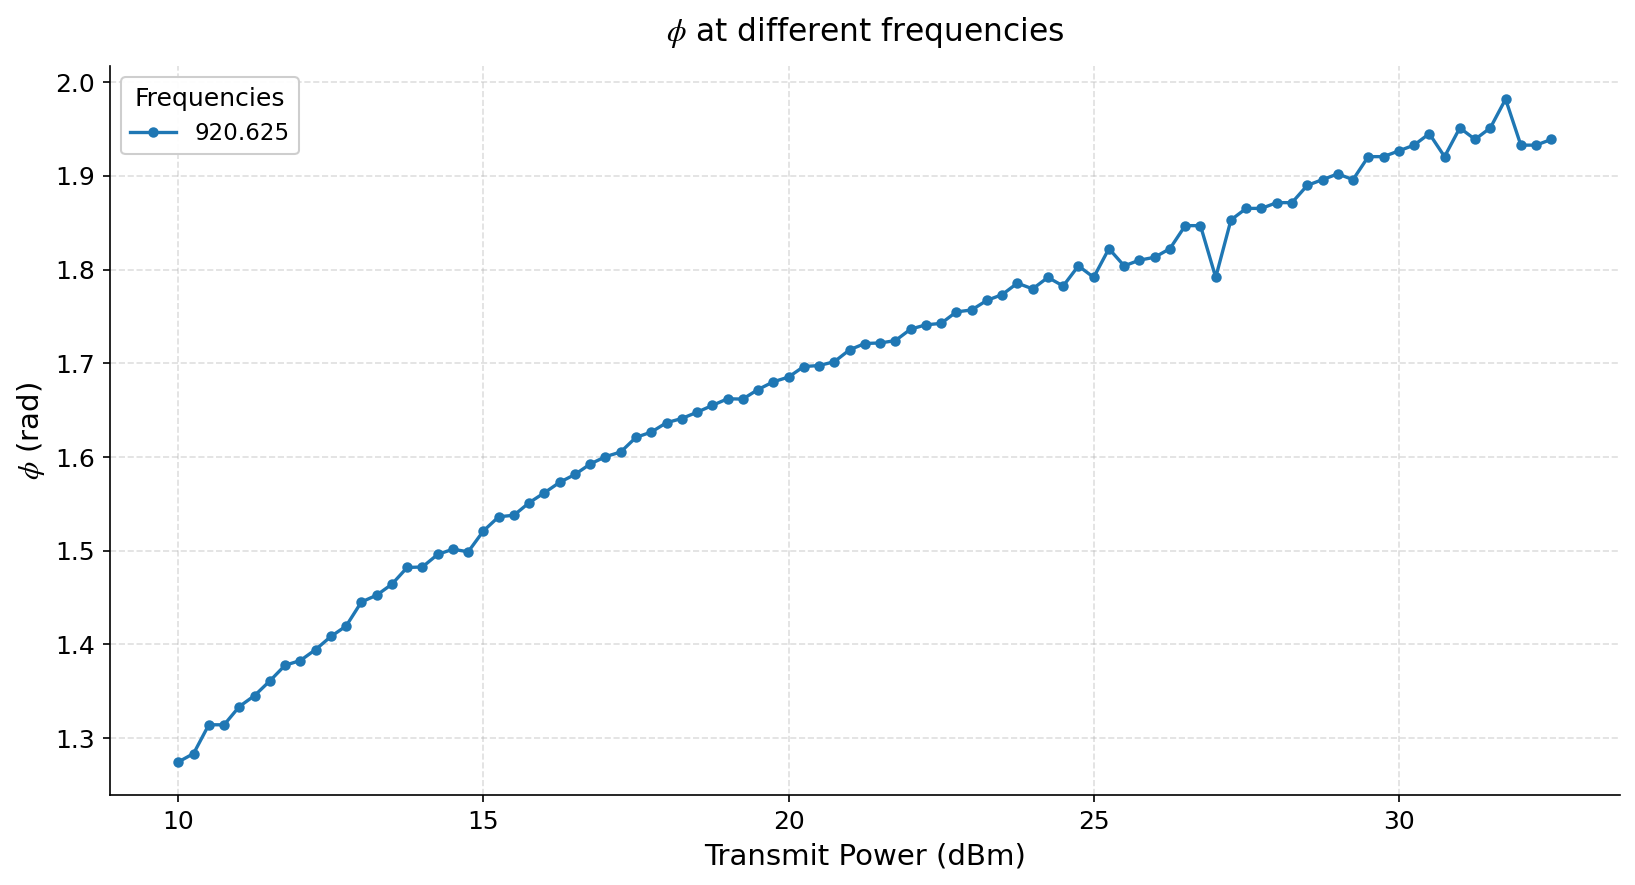 ϕ at different frequencies
Frequencies
920.625
2.0
1.9
1.8
1.7
1.6
1.5
1.4
1.3
ϕ (rad)
10 15 20 25 30
Transmit Power (dBm)